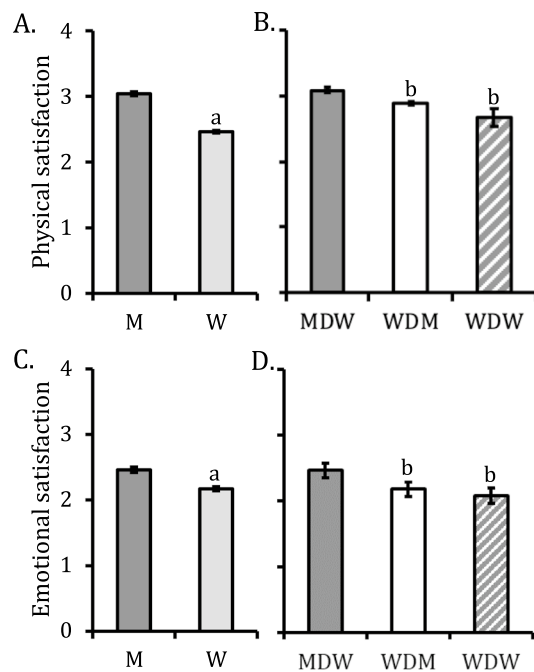 A.
B.
Physical satisfaction
4
3
2
1
0
a
b
b
M
W
MDW
WDM
WDW
C.
D.
Emotional satisfaction
4
3
2
1
0
a
b
b
M
W
MDW
WDM
WDW